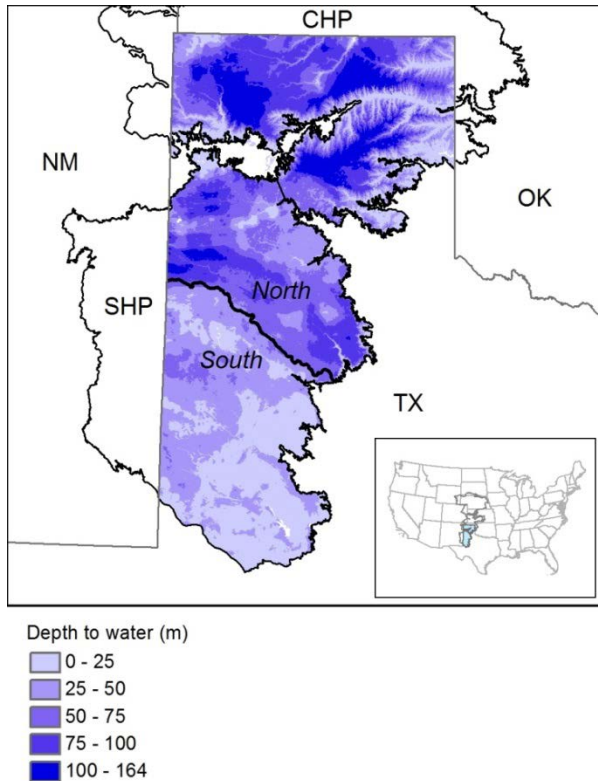 CHP
NM
OK
SHP
North
South
TX
Depth to water (m)
0 - 25
25 - 50
50 - 75
75 - 100
100 - 164